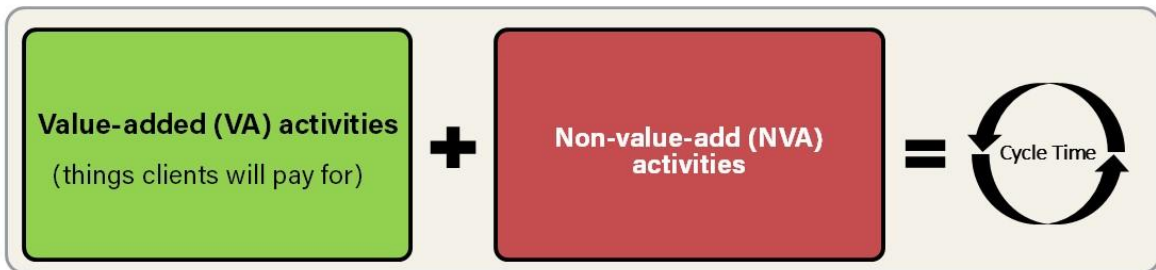 Value-added (VA) activities
(things clients will pay for)
+
Non-value-add (NVA)
activities
=
Cycle Time